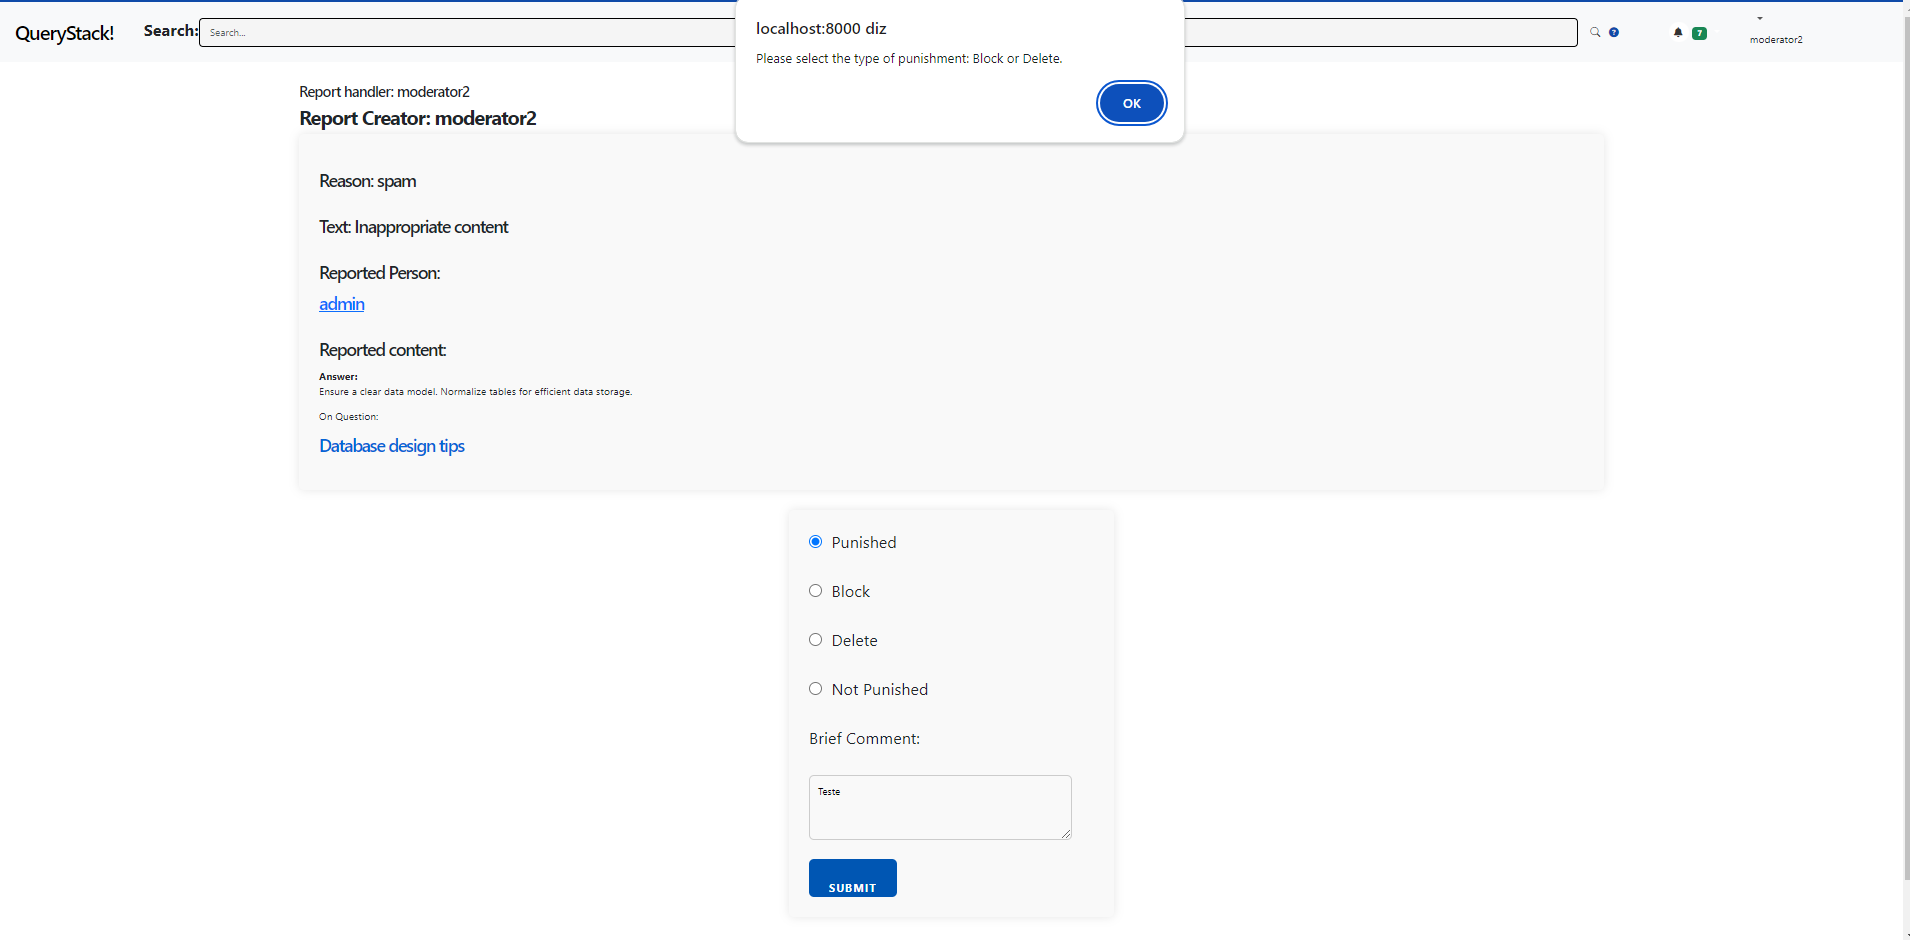 localhost:8000 diz
Please select the type of punishment: Block or Delete.
OK
QueryStack!
Search:
Search...
7
moderator2
Report handler: moderator2
Report Creator: moderator2
Reason: spam
Text: Inappropriate content
Reported Person:
admin
Reported content:
Answer:
Ensure a clear data model. Normalize tables for efficient data storage.
On Question:
Database design tips
Punished
Block
Delete
Not Punished
Brief Comment:
Teste
SUBMIT